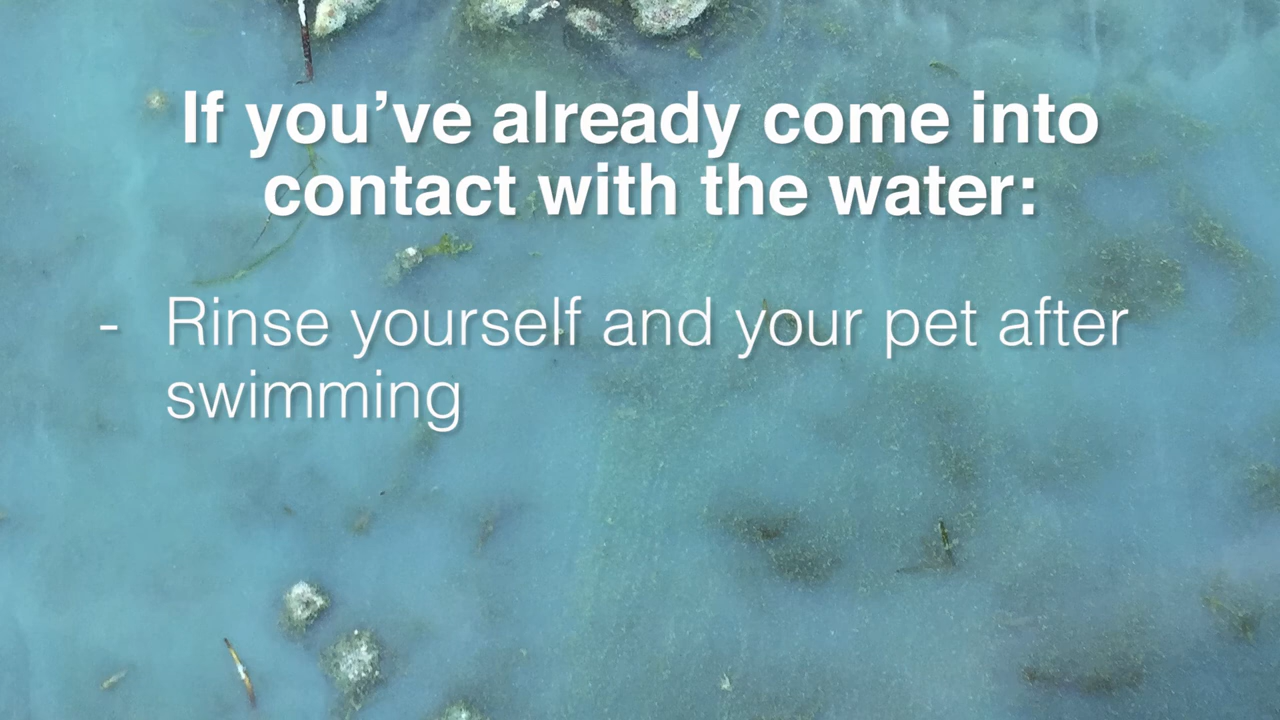 If you’ve already come into
contact with the water:
- Rinse yourself and your pet after
swimming